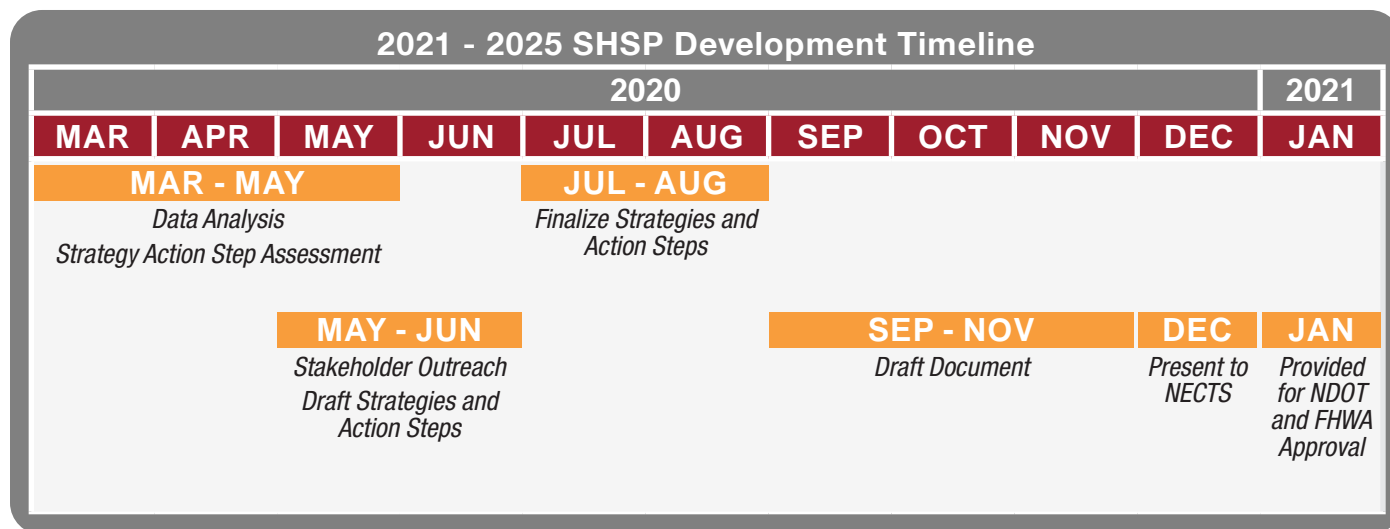 2021 - 2025 SHSP Development Timeline
2020
2021
MAR
APR
MAY
JUN
JUL
AUG
SEP
OCT
NOV
DEC
JAN
MAR - MAY
Data Analysis
Strategy Action Step Assessment
JUL - AUG
Finalize Strategies and
Action Steps
MAY - JUN
Stakeholder Outreach
Draft Strategies and
Action Steps
SEP - NOV
Draft Document
DEC
Present to
NECTS
JAN
Provided
for NDOT
and FHWA
Approval